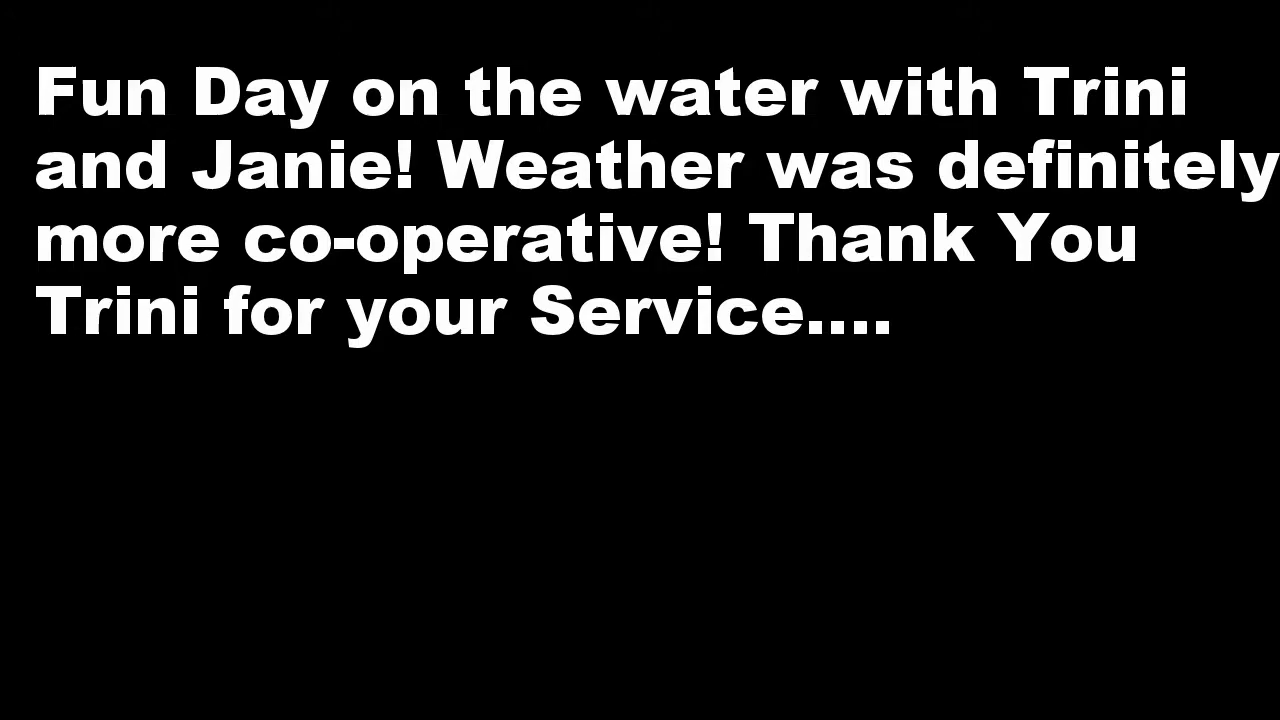 Fun Day on the water with Trini
and Janie! Weather was definitely
more co-operative! Thank You
Trini for your Service....